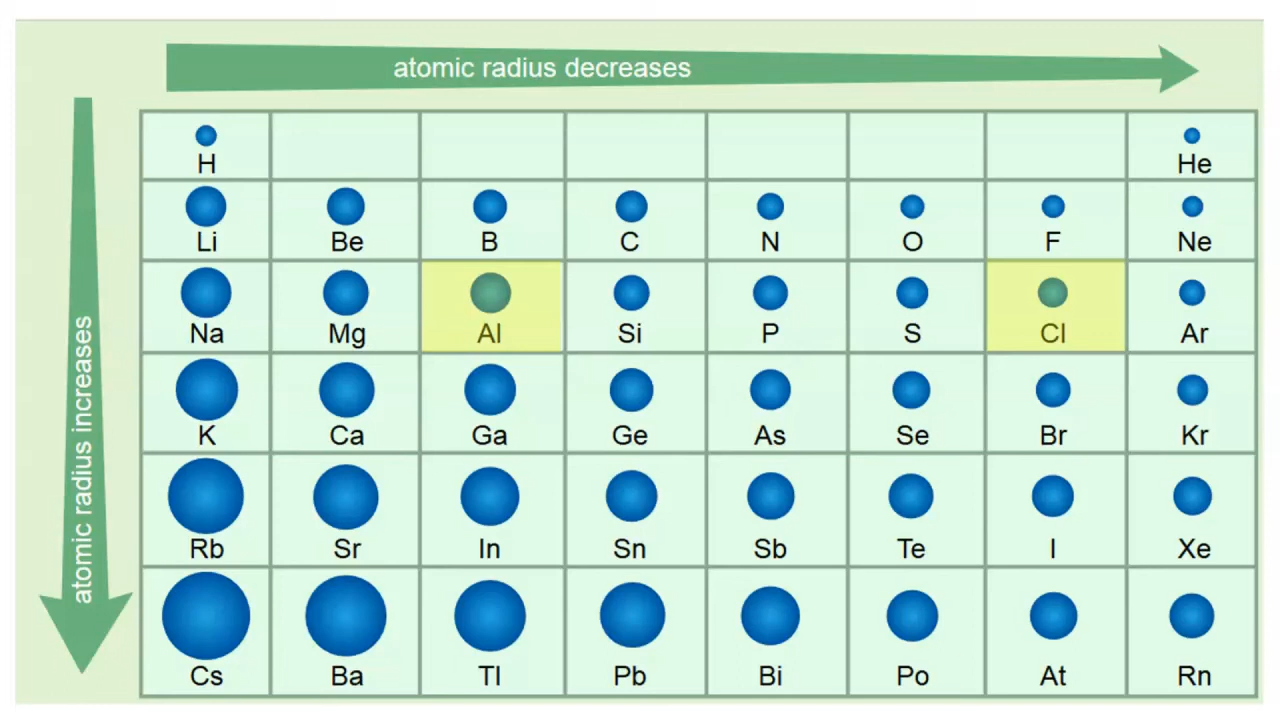 atomic radius decreases
atomic radius increases
H He
Li Be B C N O F Ne
Na Mg Al Si P S Cl Ar
K Ca Ga Ge As Se Br Kr
Rb Sr In Sn Sb Te I Xe
Cs Ba Tl Pb Bi Po At Rn